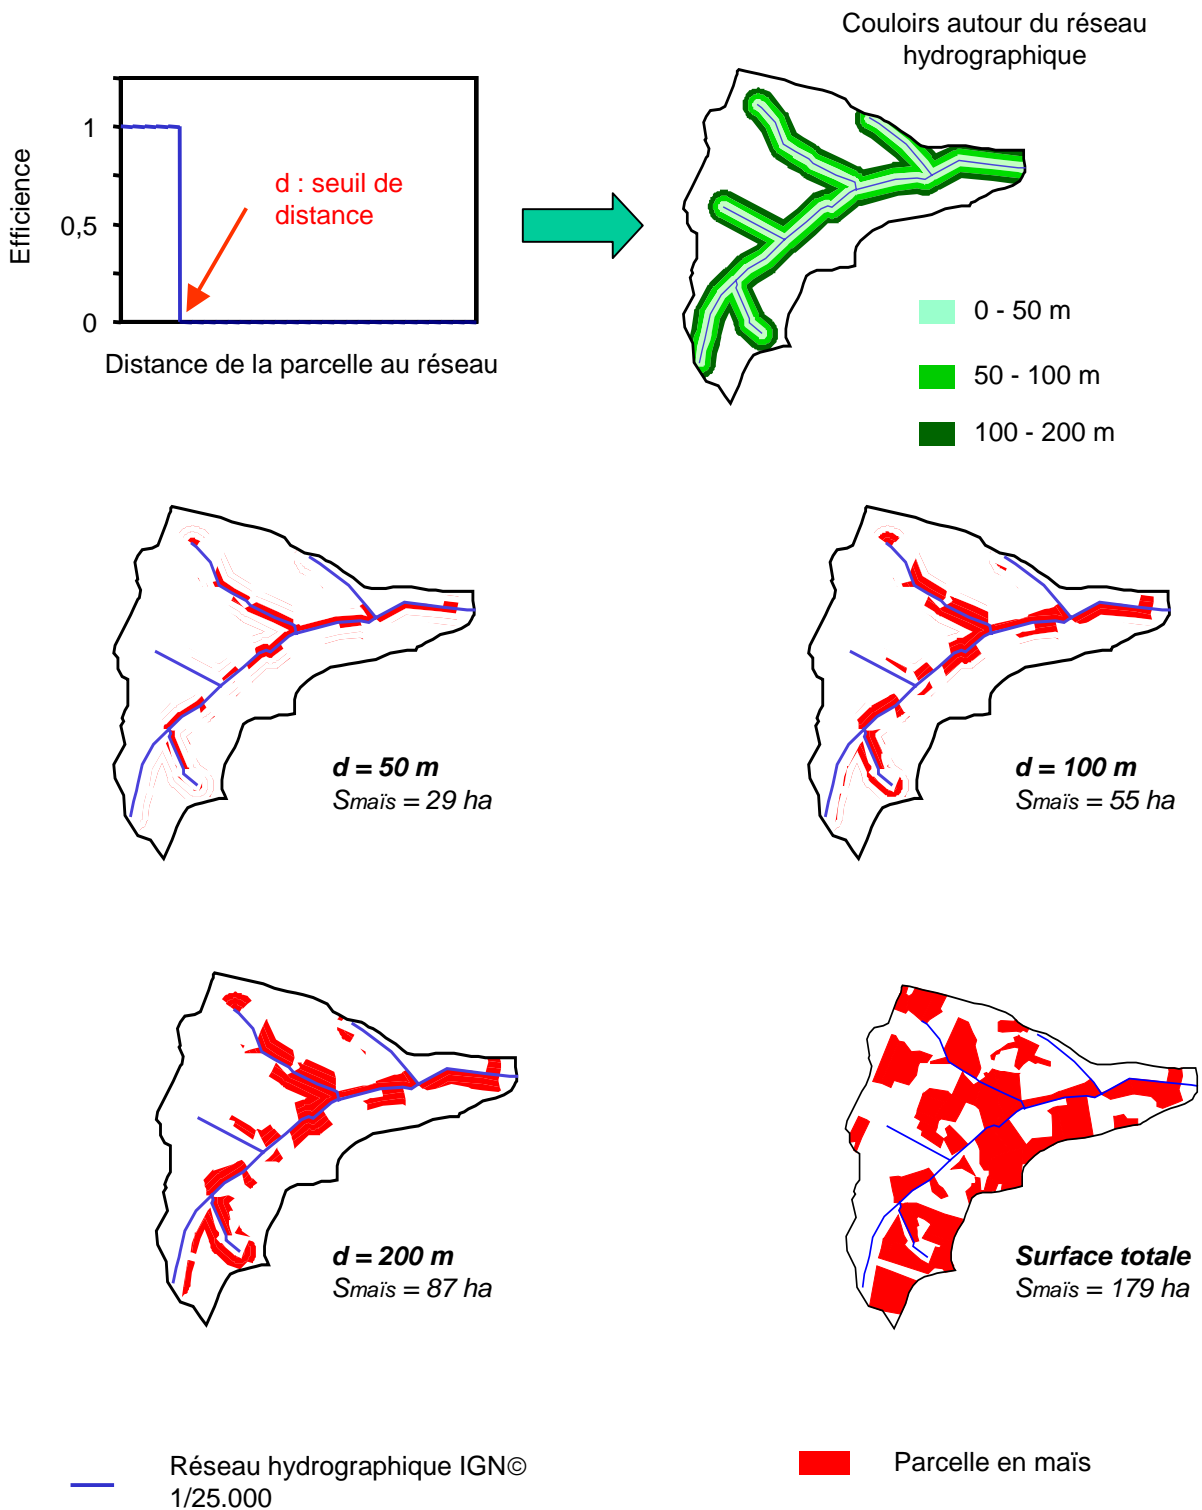 Couloirs autour du réseau
hydrographique
Efficience
1
0,5
0
d : seuil de
distance
Distance de la parcelle au réseau
0 - 50 m
50 - 100 m
100 - 200 m
d = 50 m
Smaïs = 29 ha
d = 100 m
Smaïs = 55 ha
d = 200 m
Smaïs = 87 ha
Surface totale
Smaïs = 179 ha
Réseau hydrographique IGN©
1/25.000
Parcelle en maïs